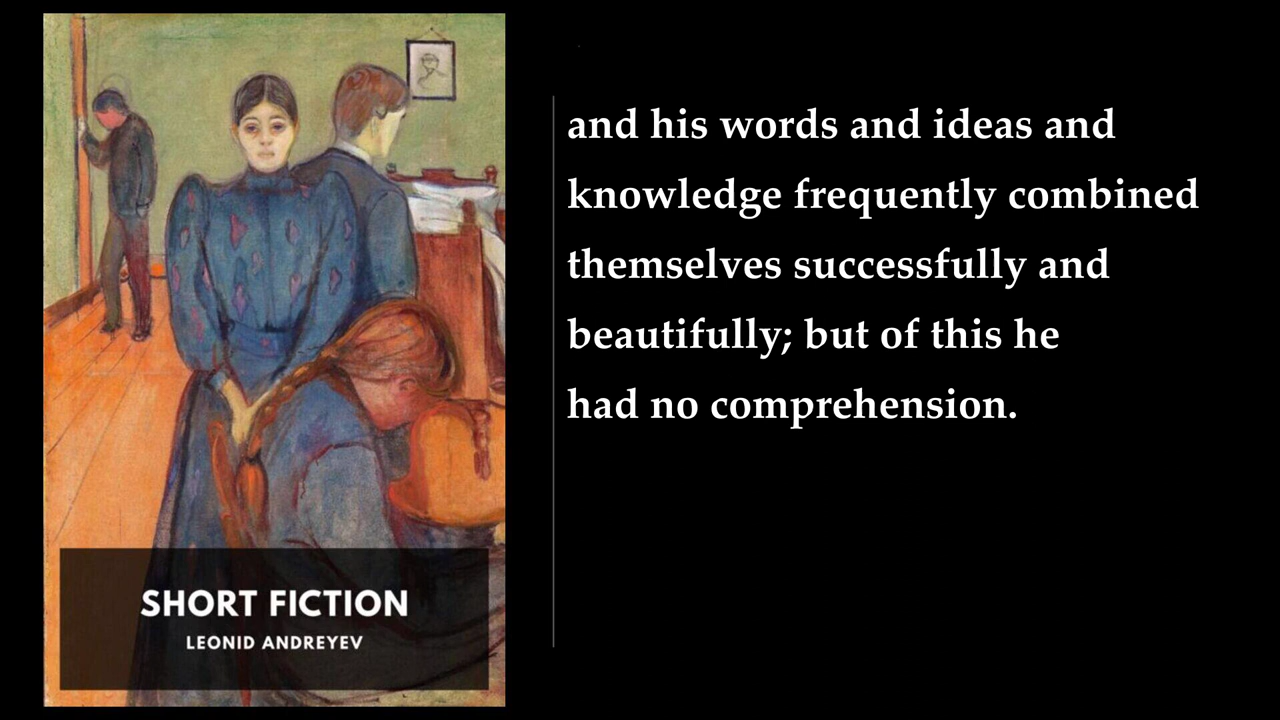 and his words and ideas and
knowledge frequently combined
themselves successfully and
beautifully; but of this he
had no comprehension.
SHORT FICTION
LEONID ANDREYEV